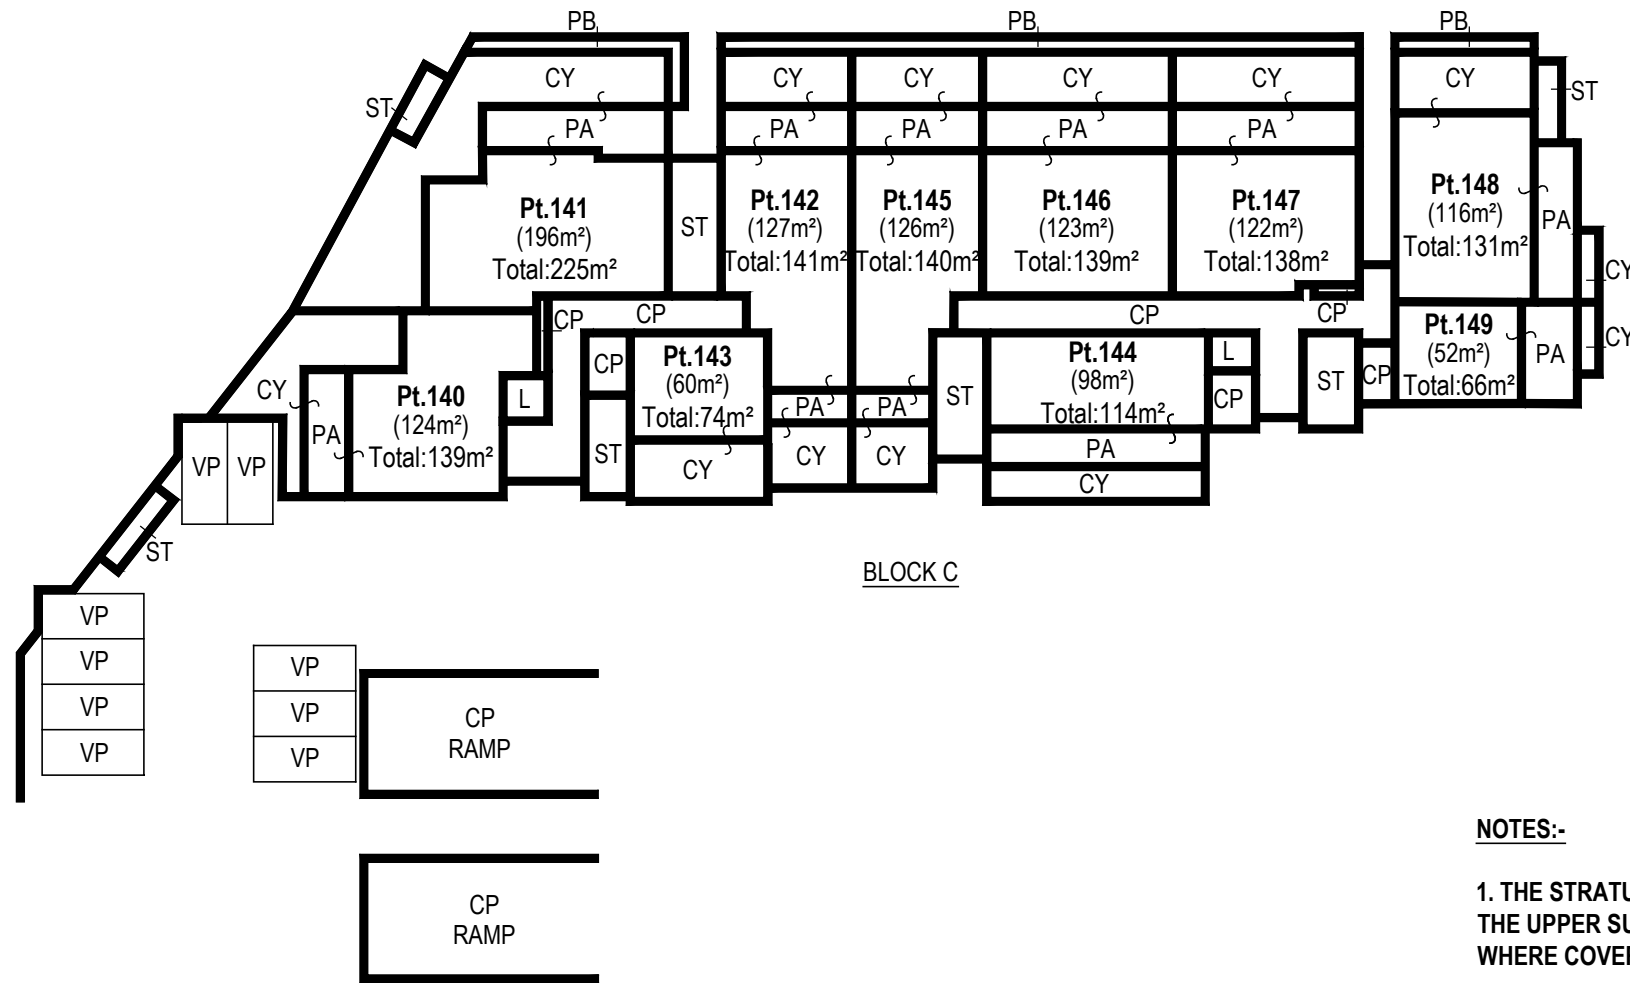 PB
PB
PB
CY
CY
CY
CY
CY
CY
ST
ST
PA
PA
PA
PA
PA
Pt.141
(196m²)
Total:225m²
ST
Pt.142
(127m²)
Total:141m²
Pt.145
(126m²)
Total:140m²
Pt.146
(123m²)
Total:139m²
Pt.147
(122m²)
Total:138m²
Pt.148
(116m²)
Total:131m²
PA
CY
CP
CP
CP
CP
Pt.149
(52m²)
Total:66m²
PA
CY
CP
Pt.143
(60m²)
Total:74m²
Pt.144
(98m²)
Total:114m²
L
CP
ST
CP
CY
PA
Pt.140
(124m²)
Total:139m²
L
ST
CY
PA
PA
CY
CY
ST
PA
CY
VP
VP
ST
BLOCK C
VP
VP
VP
VP
VP
VP
VP
CP
RAMP
CP
RAMP
NOTES:-
1. THE
THE UPPER
WHERE